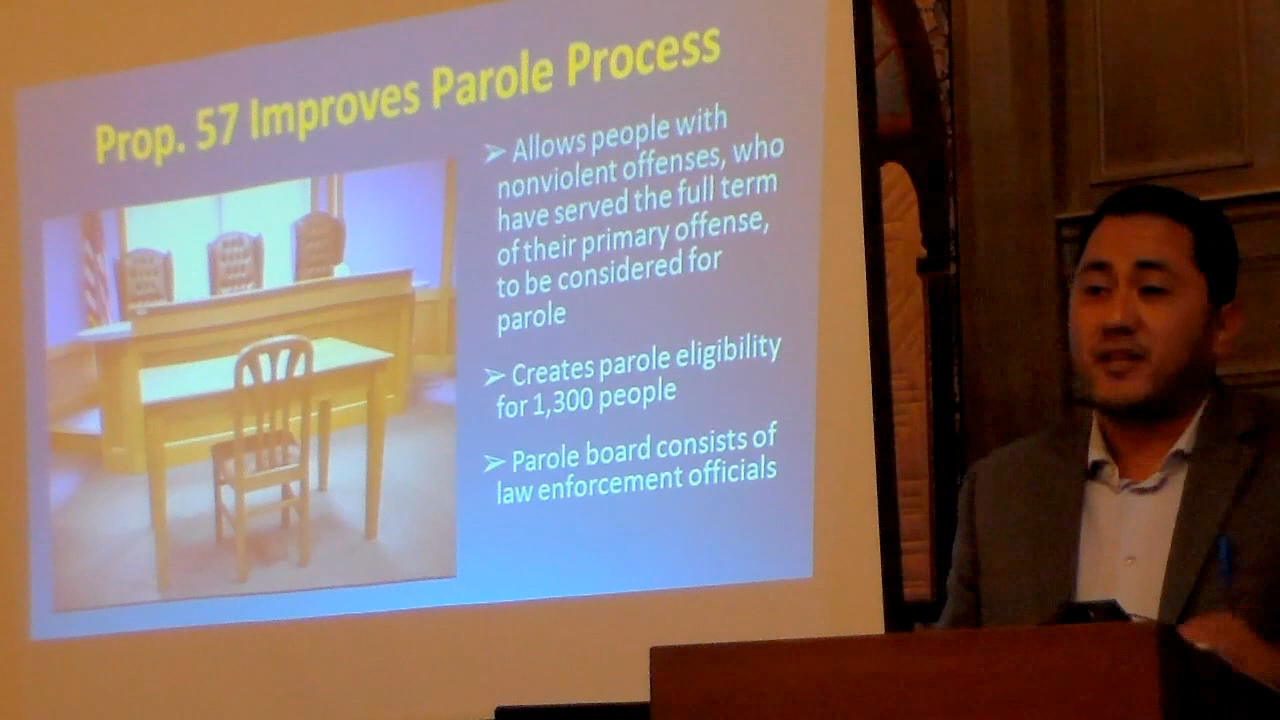 Prop. 57 Improves Parole Process
➢ Allows people with
nonviolent offenses, who
have served the full term
of their primary offense,
to be considered for
parole
➢ Creates parole eligibility
for 1,300 people
➢ Parole board consists of
law enforcement officials